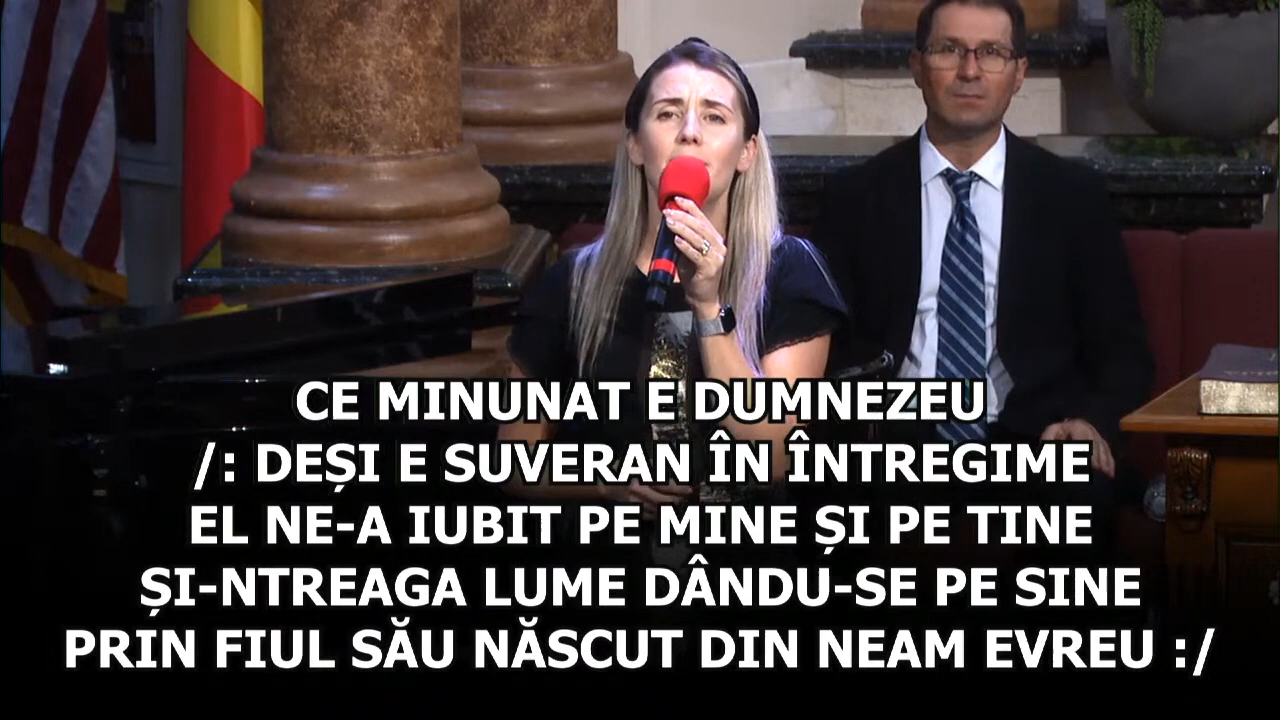 CE MINUNAT E DUMNEZEU
/: DEȘI E SUVERAN ÎN ÎNTREGIME
EL NE-A IUBIT PE MINE ȘI PE TINE
ȘI-NTREAGA LUME DÂNDU-SE PE SINE
PRIN FIUL SĂU NĂSCUT DIN NEAM EVREU :/